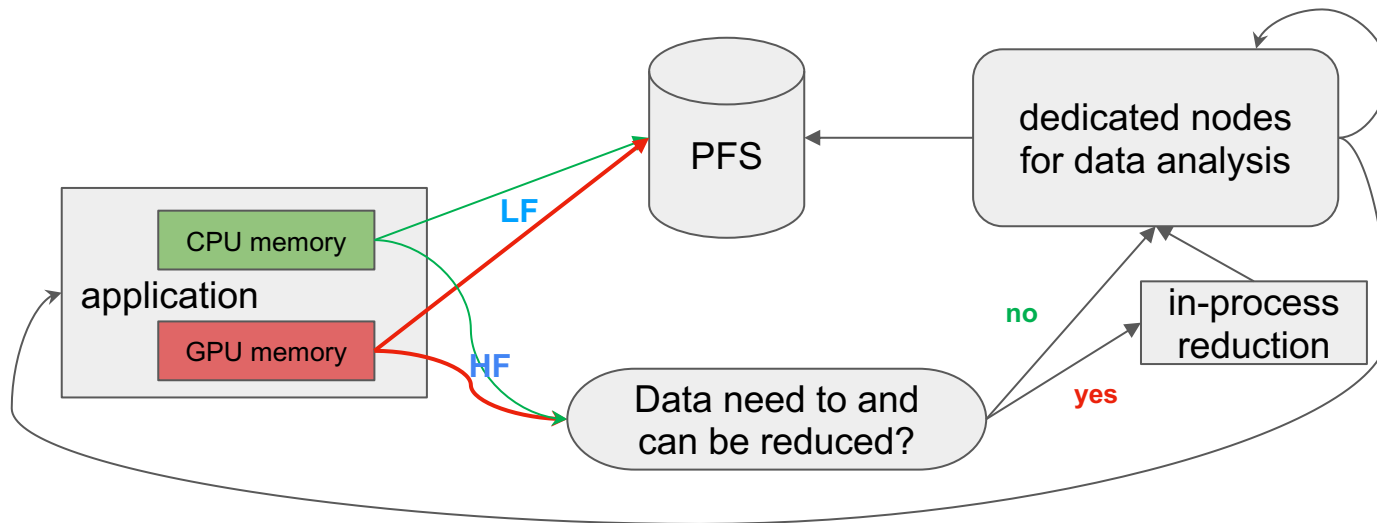 PFS
dedicated nodes
for data analysis
LF
CPU memory
application
GPU memory
HF
no
in-process
reduction
yes
Data need to and
can be reduced?